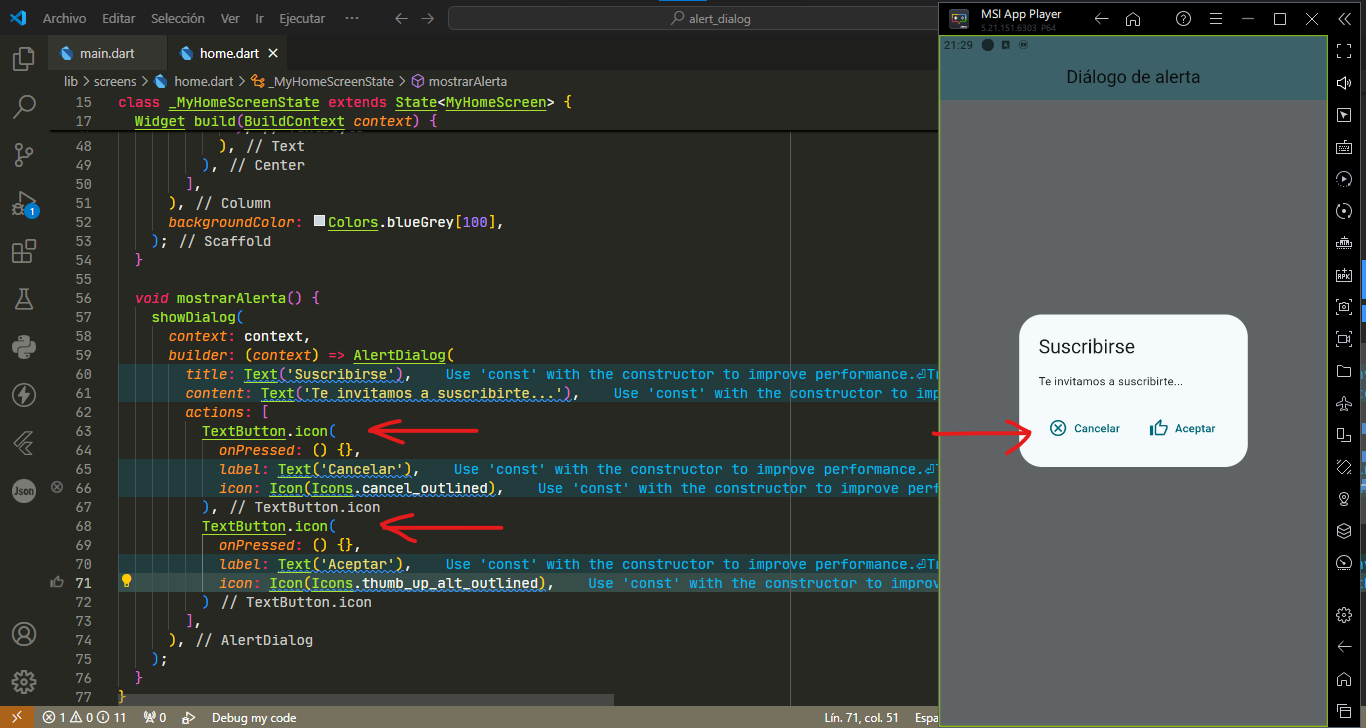 Archivo Editar Selección Ver Ir Ejecutar ··· alert_dialog
main.dart home.dart
lib > screens > home.dart > _MyHomeScreenState > mostrarAlerta
15 class _MyHomeScreenState extends State<MyHomeScreen> {
17 Widget build(BuildContext context) {
48 ), // Text
49 ), // Center
50 ],
51 ), // Column
52 backgroundColor: Colors.blueGrey[100],
53 ); // Scaffold
54 }
55
56 void mostrarAlerta() {
57 showDialog(
58 context: context,
59 builder: (context) => AlertDialog(
60 title: Text('Suscribirse'), Use 'const' with the constructor to improve performance.⏎Tr
61 content: Text('Te invitamos a suscribirte...'), Use 'const' with the constructor to imp
62 actions: [
63 TextButton.icon(
64 onPressed: () {},
65 label: Text('Cancelar'), Use 'const' with the constructor to improve performance.⏎T
66 icon: Icon(Icons.cancel_outlined), Use 'const' with the constructor to improve perf
67 ), // TextButton.icon
68 TextButton.icon(
69 onPressed: () {},
70 label: Text('Aceptar'), Use 'const' with the constructor to improve performance.⏎Tr
71 icon: Icon(Icons.thumb_up_alt_outlined), Use 'const' with the constructor to improv
72 ) // TextButton.icon
73 ],
74 ), // AlertDialog
75 );
76 }
77 }
1
Json
1 0 11 0 Debug my code Lín. 71, col. 51 Espa
MSI App Player
5.21.151.6303 P64
21:29
Diálogo de alerta
Suscribirse
Te invitamos a suscribirte...
Cancelar Aceptar
APK